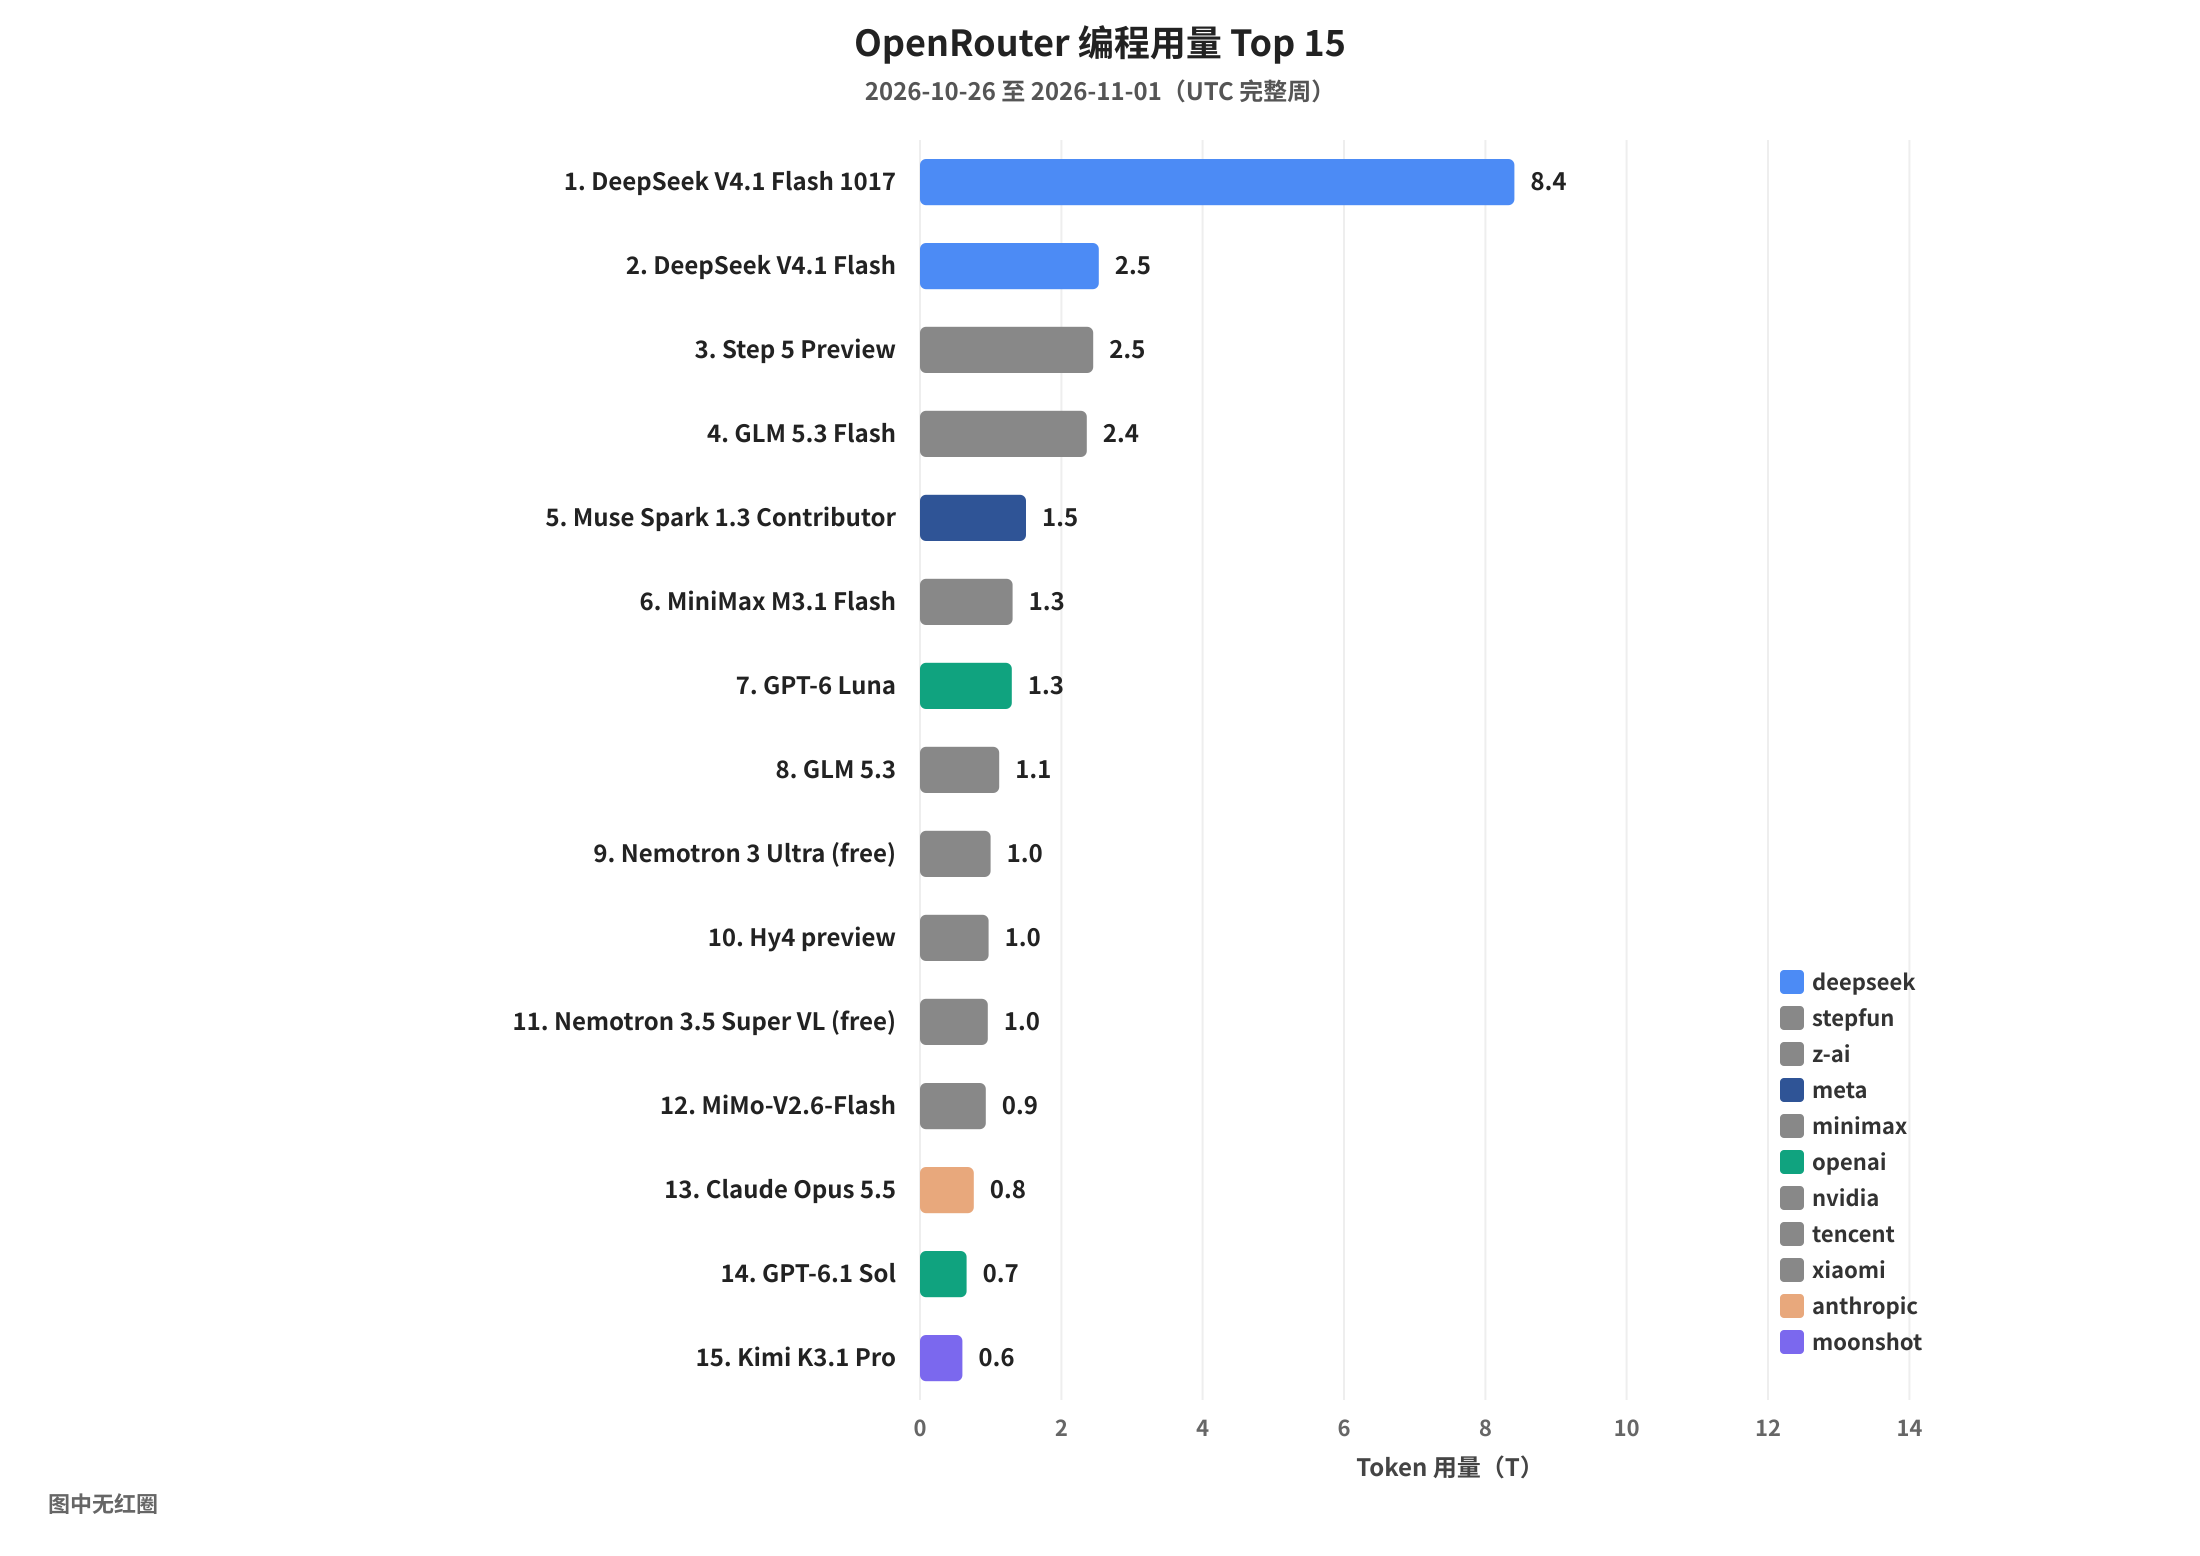 OpenRouter 编程用量 Top 15
2026-10-26 至 2026-11-01（UTC 完整周）
1. DeepSeek V4.1 Flash 1017 8.4
2. DeepSeek V4.1 Flash 2.5
3. Step 5 Preview 2.5
4. GLM 5.3 Flash 2.4
5. Muse Spark 1.3 Contributor 1.5
6. MiniMax M3.1 Flash 1.3
7. GPT-6 Luna 1.3
8. GLM 5.3 1.1
9. Nemotron 3 Ultra (free) 1.0
10. Hy4 preview 1.0
11. Nemotron 3.5 Super VL (free) 1.0
12. MiMo-V2.6-Flash 0.9
13. Claude Opus 5.5 0.8
14. GPT-6.1 Sol 0.7
15. Kimi K3.1 Pro 0.6
deepseek
stepfun
z-ai
meta
minimax
openai
nvidia
tencent
xiaomi
anthropic
moonshot
0 2 4 6 8 10 12 14
Token 用量（T）
图中无红圈